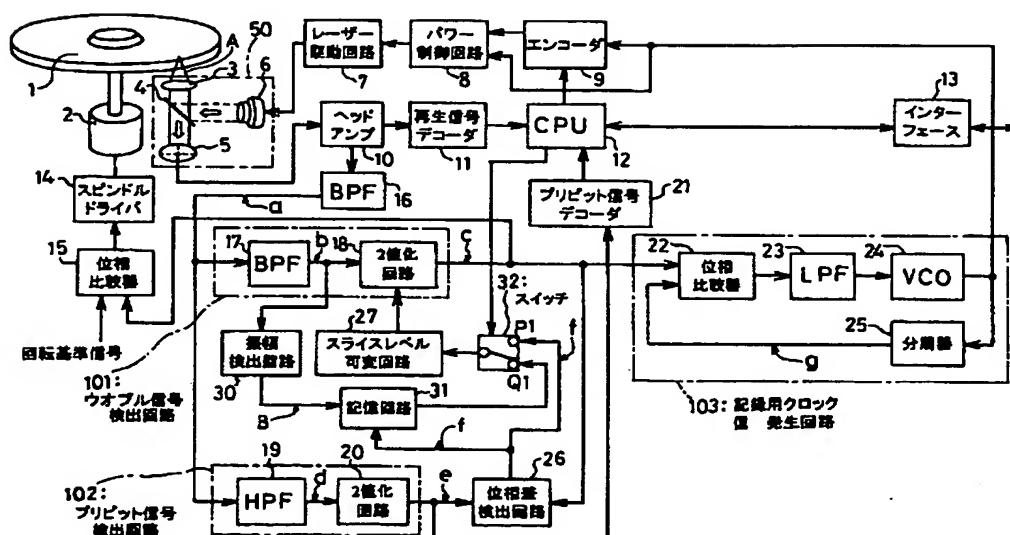 1
A
50
3
4
6
2
5
レーザー
駆動回路
7
パワー
制御回路
8
エンコーダ
9
13
インター
フェース
ヘッド
アンプ
10
再生信号
デコーダ
11
CPU
12
14
スピンドル
ドライバ
BPF
16
a
プリピット信号
デコーダ
21
15
位相
比較器
17
BPF
b
18
2値化
回路
c
22
位相
比較器
23
LPF
24
VCO
25
分周器
g
32:スイッチ
P1
Q1
f
回転基準信号
27
スライスレベル
可変回路
振幅
検出回路
30
101:
ウオブル信号
検出回路
31
記憶回路
f
103:記録用クロック
信 発生回路
19
HPF
d
20
2値化
回路
e
26
位相差
検出回路
102:
プリピット信号
検出回路